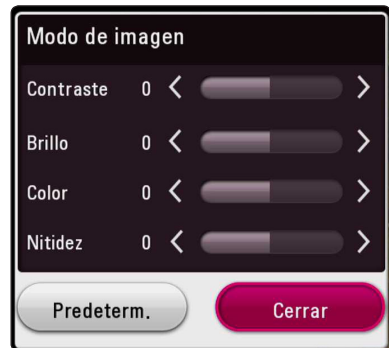 Modo de imagen
Contraste 0
Brillo 0
Color 0
Nitidez 0
Predeterm. Cerrar